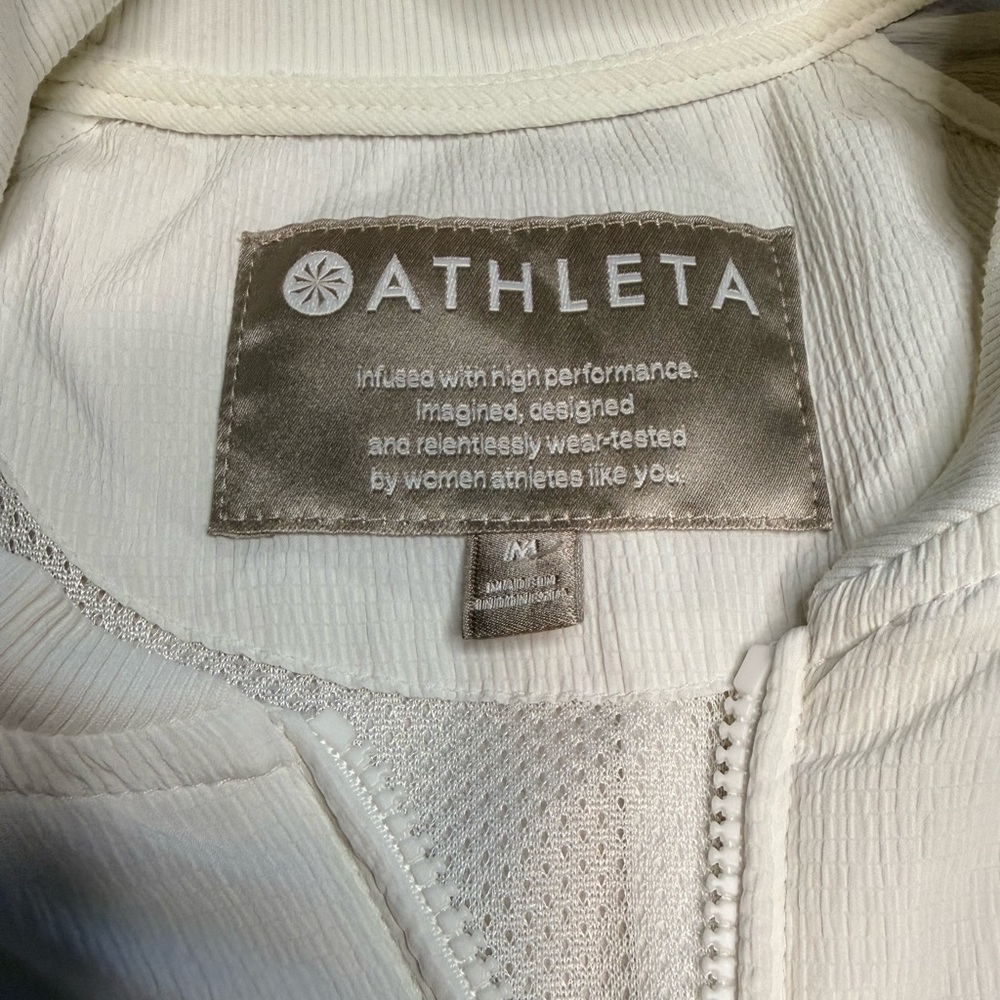 ATHLETA
infused with high performance.
imagined, designed
and relentlessly wear-tested
by women athletes like you.
M
MADE IN
INDONESIA